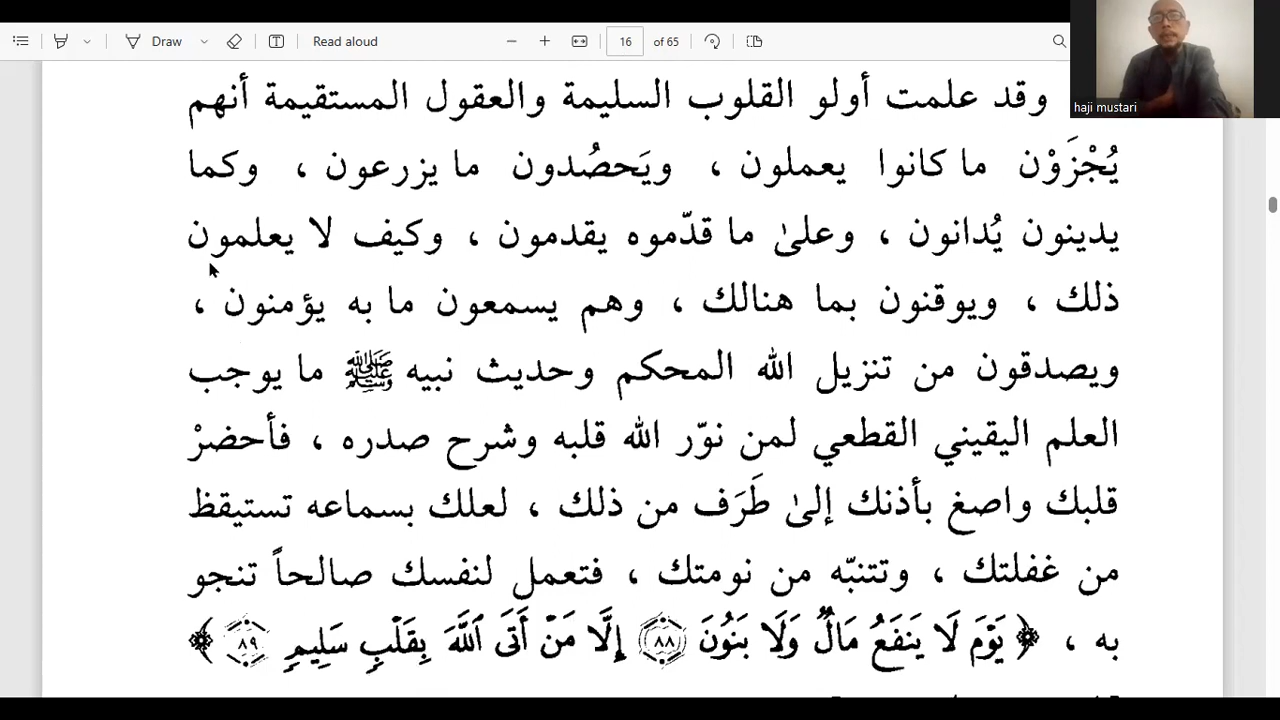 Draw
Read aloud
16 of 65
haji mustari
وقد علمت أولو القلوب السليمة والعقول المستقيمة أنهم
يُجْزَوْن ما كانوا يعملون ، ويَحصُدون ما يزرعون ، وكما
يدينون يُدانون ، وعلىٰ ما قدّموه يقدمون ، وكيف لا يعلمون
ذلك ، ويوقنون بما هنالك ، وهم يسمعون ما به يؤمنون ،
ويصدقون من تنزيل الله المحكم وحديث نبيه ﷺ ما يوجب
العلم اليقيني القطعي لمن نوّر الله قلبه وشرح صدره ، فأحضرْ
قلبك واصغ بأذنك إلىٰ طَرَف من ذلك ، لعلك بسماعه تستيقظ
من غفلتك ، وتتنبّه من نومتك ، فتعمل لنفسك صالحاً تنجو
به ، ﴿ يَوْمَ لَا يَنفَعُ مَالٌ وَلَا بَنُونَ ٨٨ إِلَّا مَنْ أَتَى ٱللَّهَ بِقَلْبٍ سَلِيمٍ ٨٩ ﴾